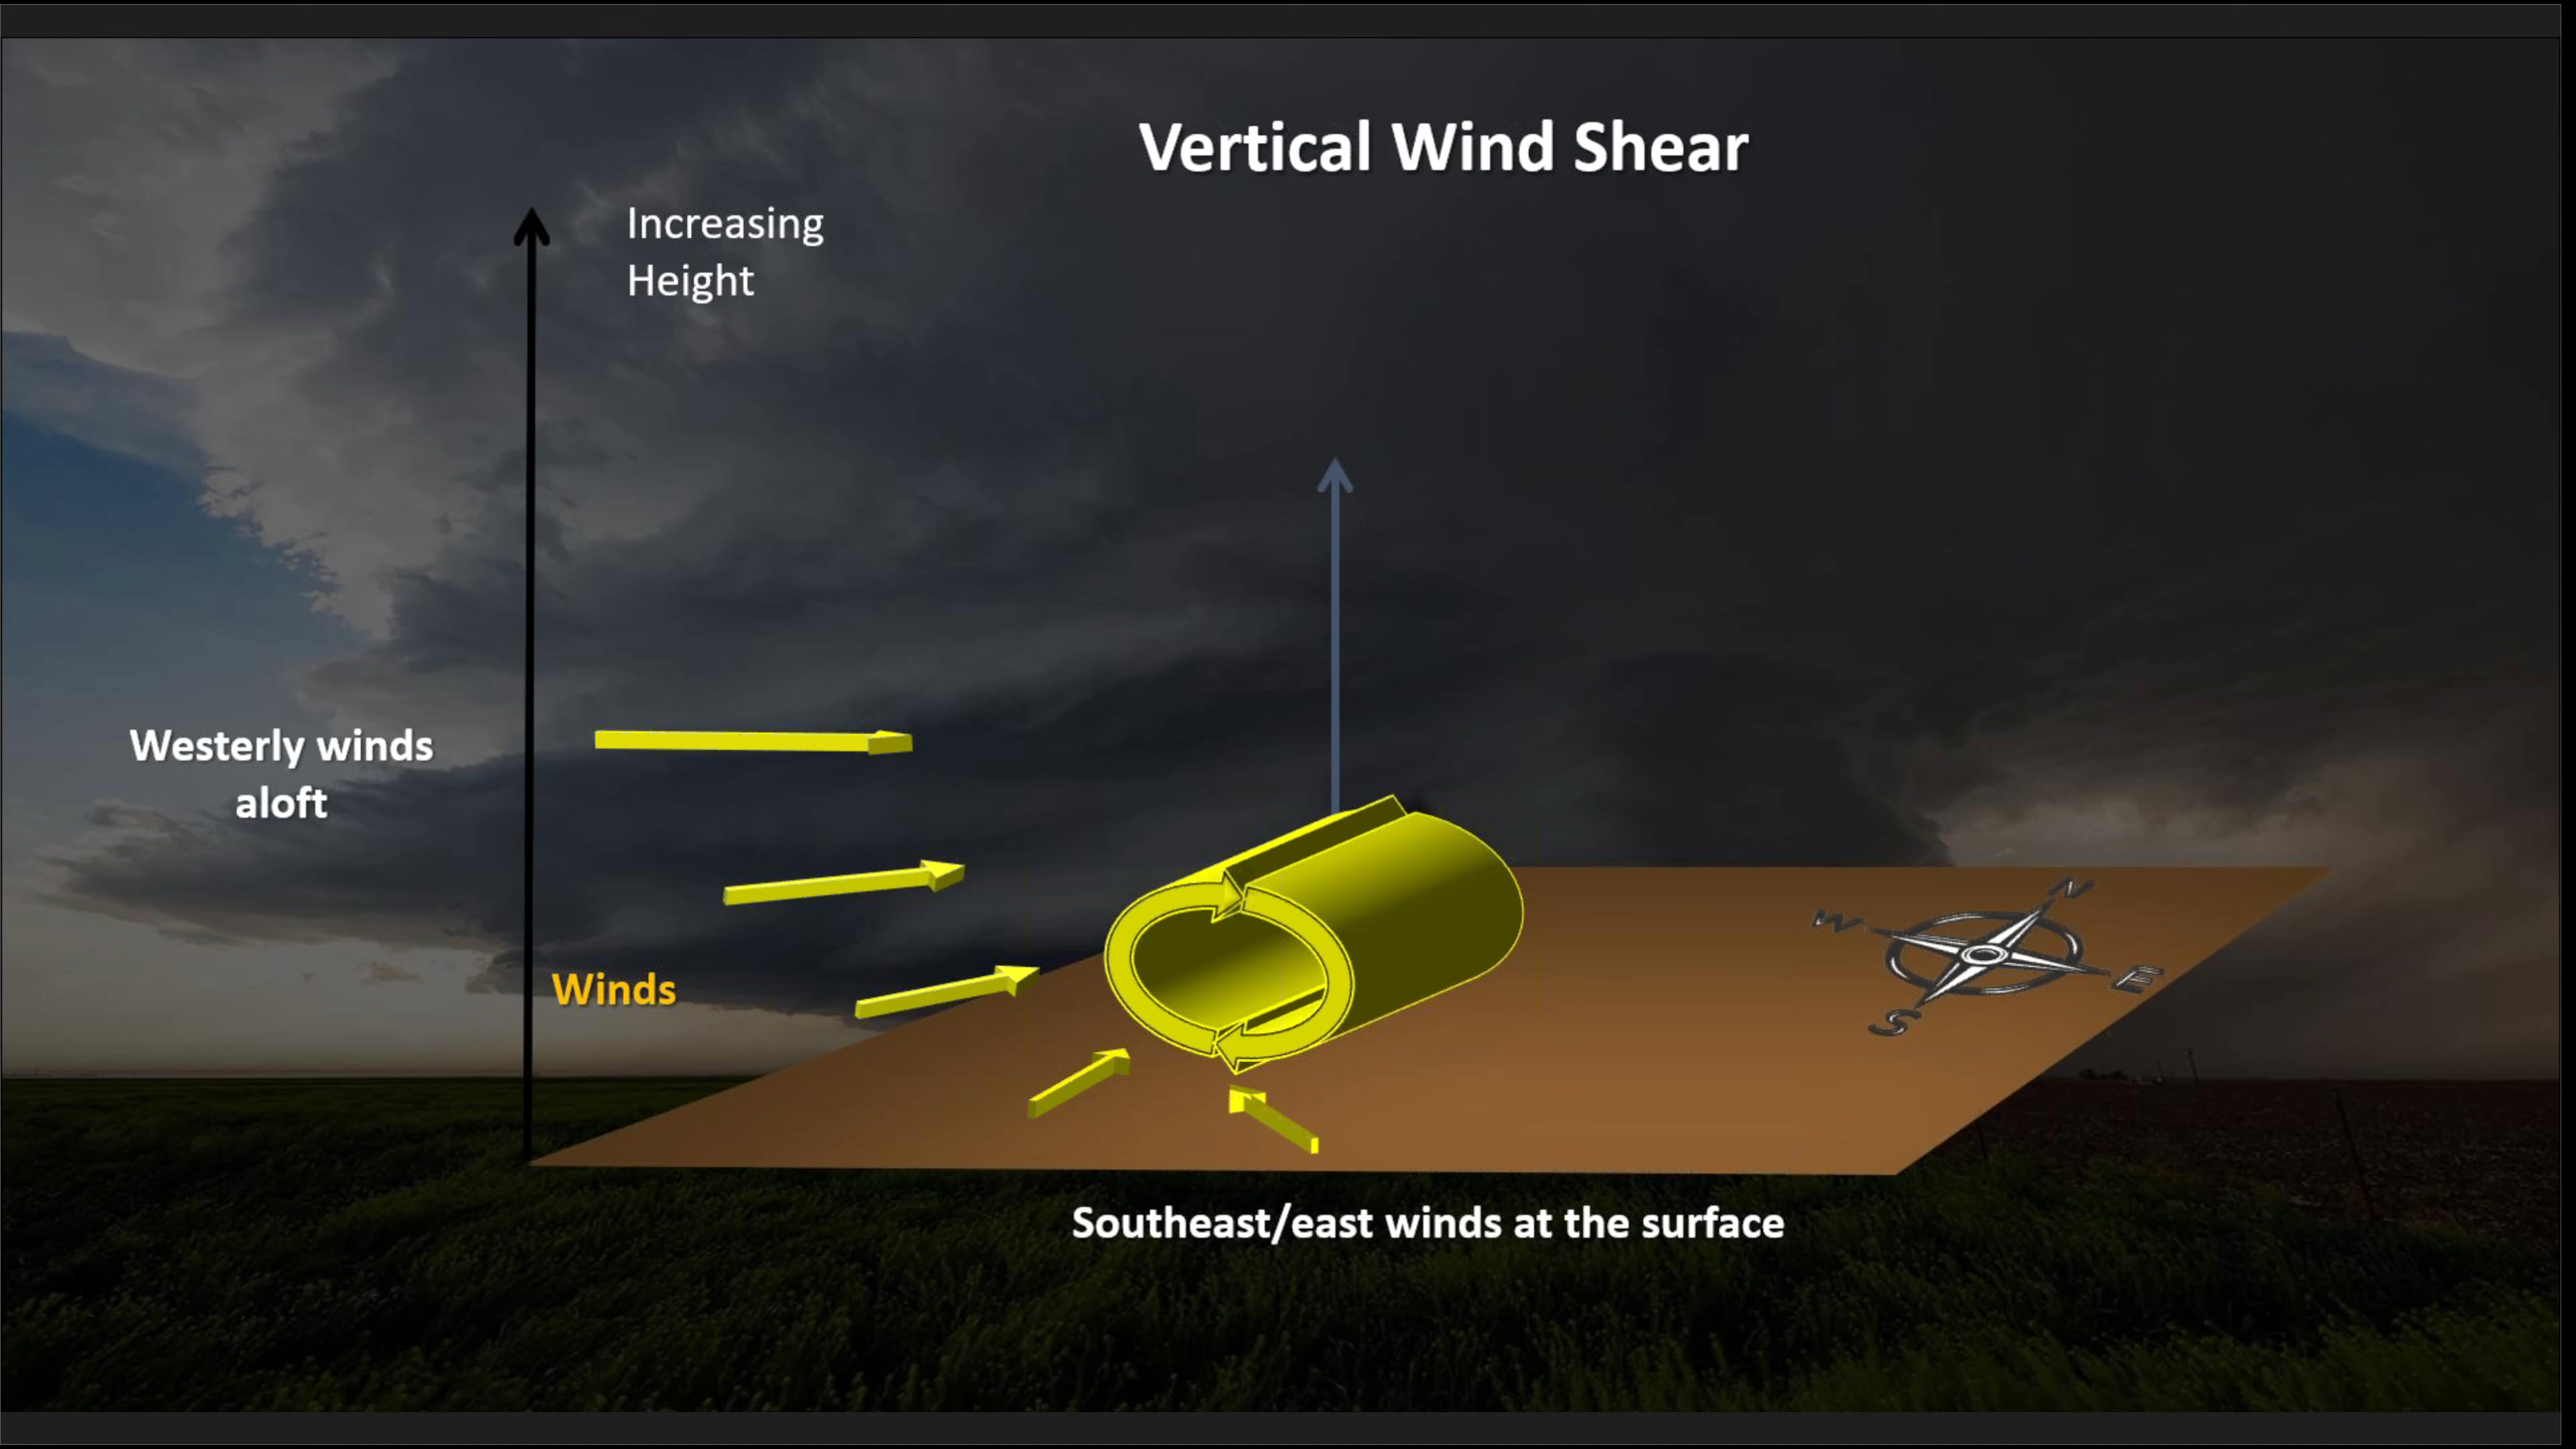 Vertical Wind Shear
Increasing
Height
Westerly winds
aloft
Winds
N
W
E
S
Southeast/east winds at the surface